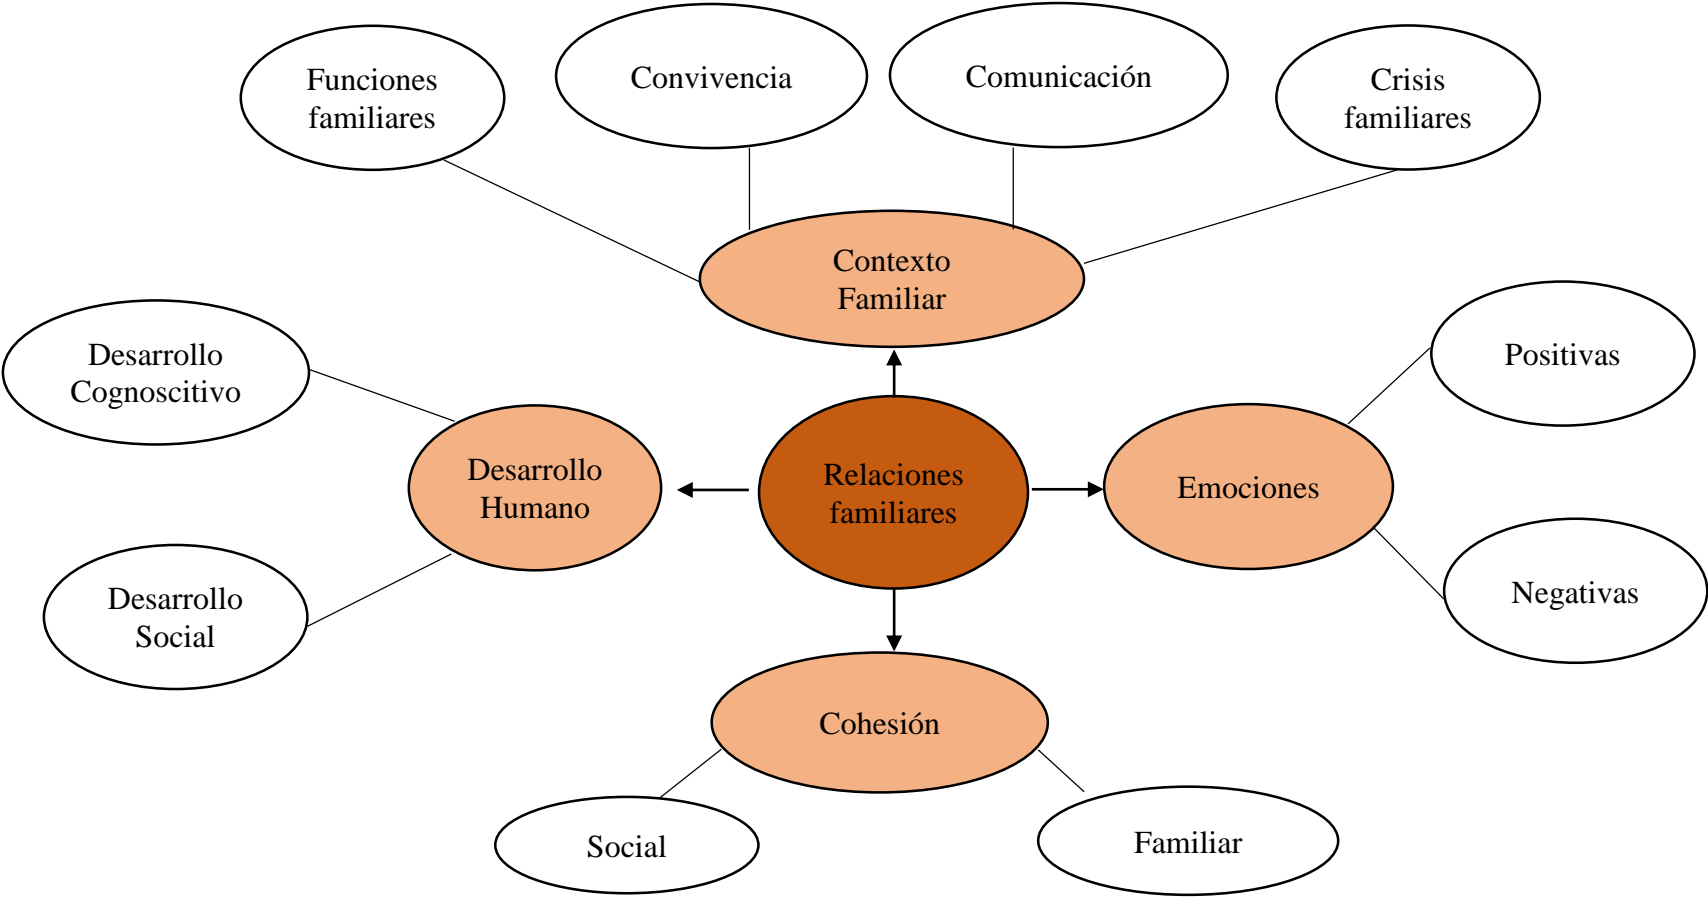 Funciones
familiares
Convivencia
Comunicación
Crisis
familiares
Contexto
Familiar
Desarrollo
Cognoscitivo
Positivas
Desarrollo
Humano
Relaciones
familiares
Emociones
Desarrollo
Social
Negativas
Cohesión
Social
Familiar